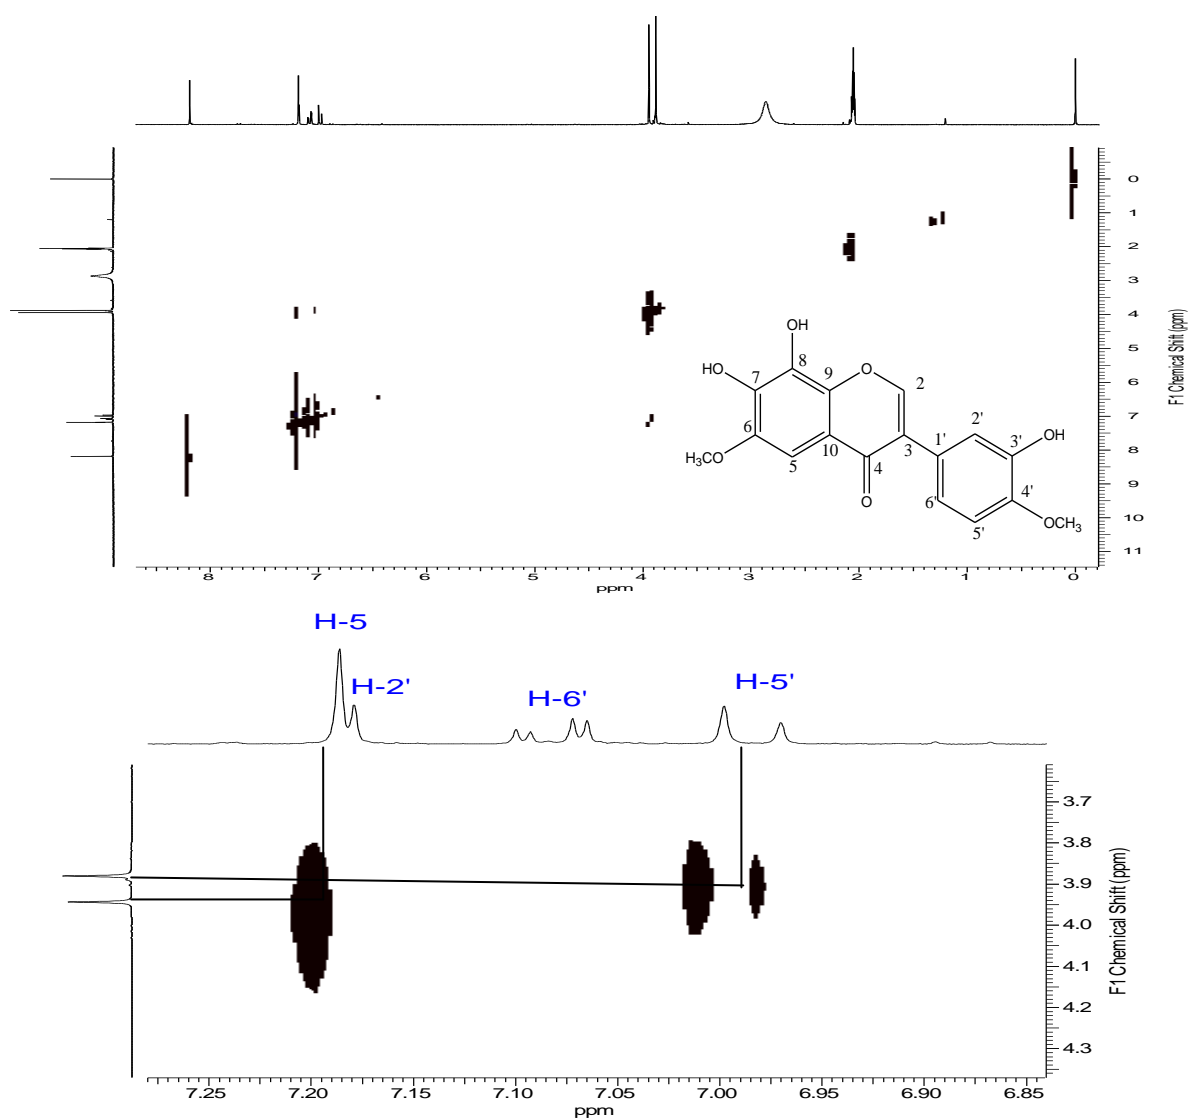 0
1
2
3
4
5
6
7
8
9
10
11
F1 Chemical Shift (ppm)
8 7 6 5 4 3 2 1 0
ppm
OH
HO
8
7
9
O
2
6
10
3
1'
2'
3'
OH
H₃CO
5
4
6'
4'
O
5'
OCH₃
H-5
H-2'
H-6'
H-5'
3.7
3.8
3.9
4.0
4.1
4.2
4.3
F1 Chemical Shift (ppm)
7.25 7.20 7.15 7.10 7.05 7.00 6.95 6.90 6.85
ppm